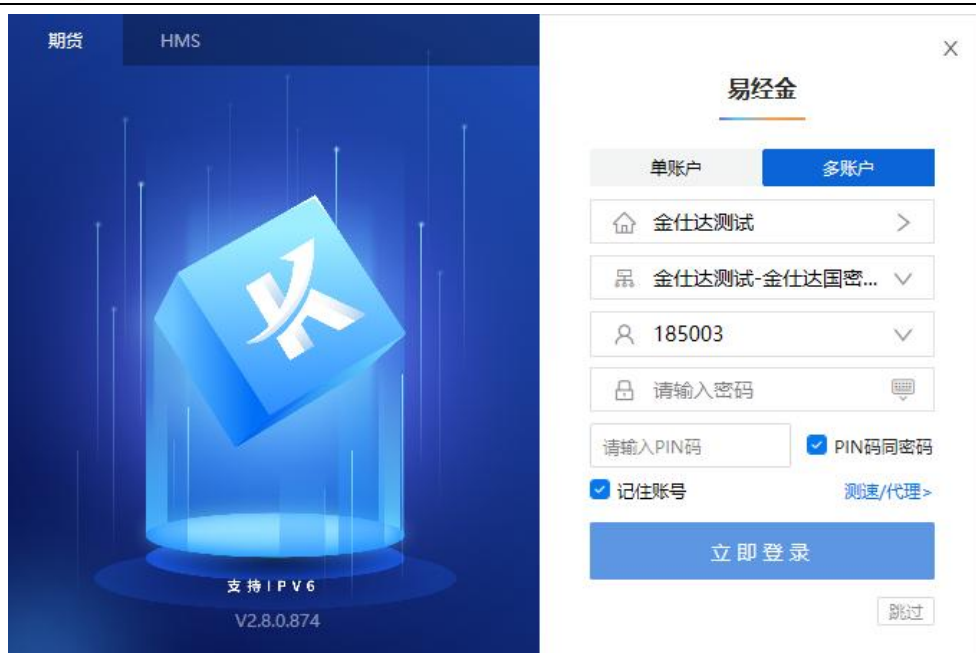 期货 HMS
X
易经金
单账户 多账户
金仕达测试
金仕达测试-金仕达国密...
185003
请输入密码
请输入PIN码 PIN码同密码
记住账号 测速/代理>
立即登录
跳过
支持IPV6
V2.8.0.874